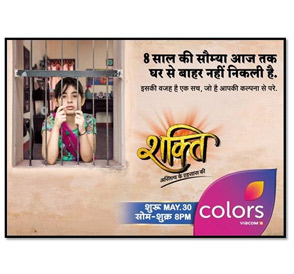 8 साल की सौम्या आज तक
घर से बाहर नहीं निकली है.
इसकी वजह है एक सच, जो है आपकी कल्पना से परे.
शक्ति
अस्तित्व के एहसास की
शुरू MAY.30
सोम-शुक्र 8PM
colors
VIACOM 18